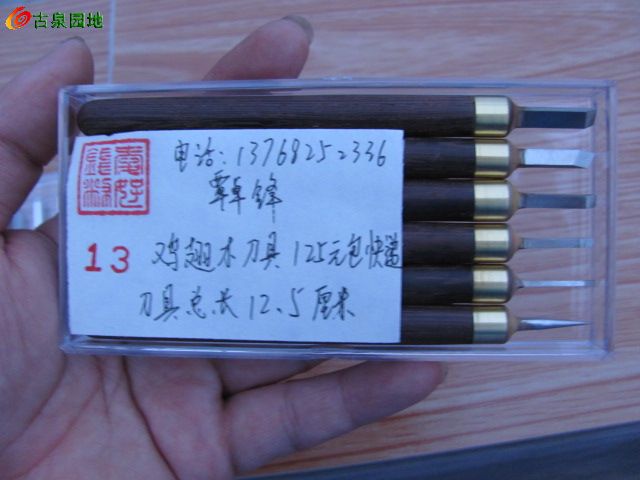 古泉园地
电话:13768252336
覃锋
13
鸡翅木刀具125元包快递
刀具总长12.5厘米